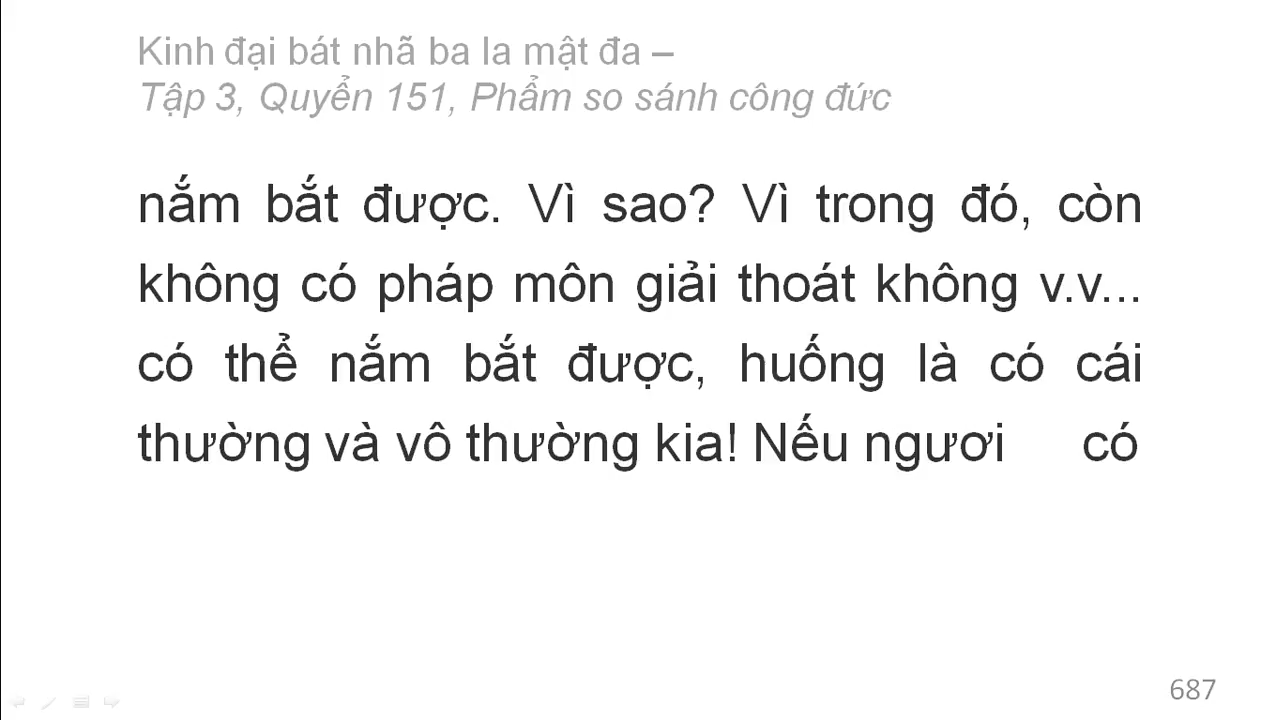 Kinh đại bát nhã ba la mật đa –
Tập 3, Quyển 151, Phẩm so sánh công đức
nắm bắt được. Vì sao? Vì trong đó, còn
không có pháp môn giải thoát không v.v...
có thể nắm bắt được, huống là có cái
thường và vô thường kia! Nếu ngươi có
687